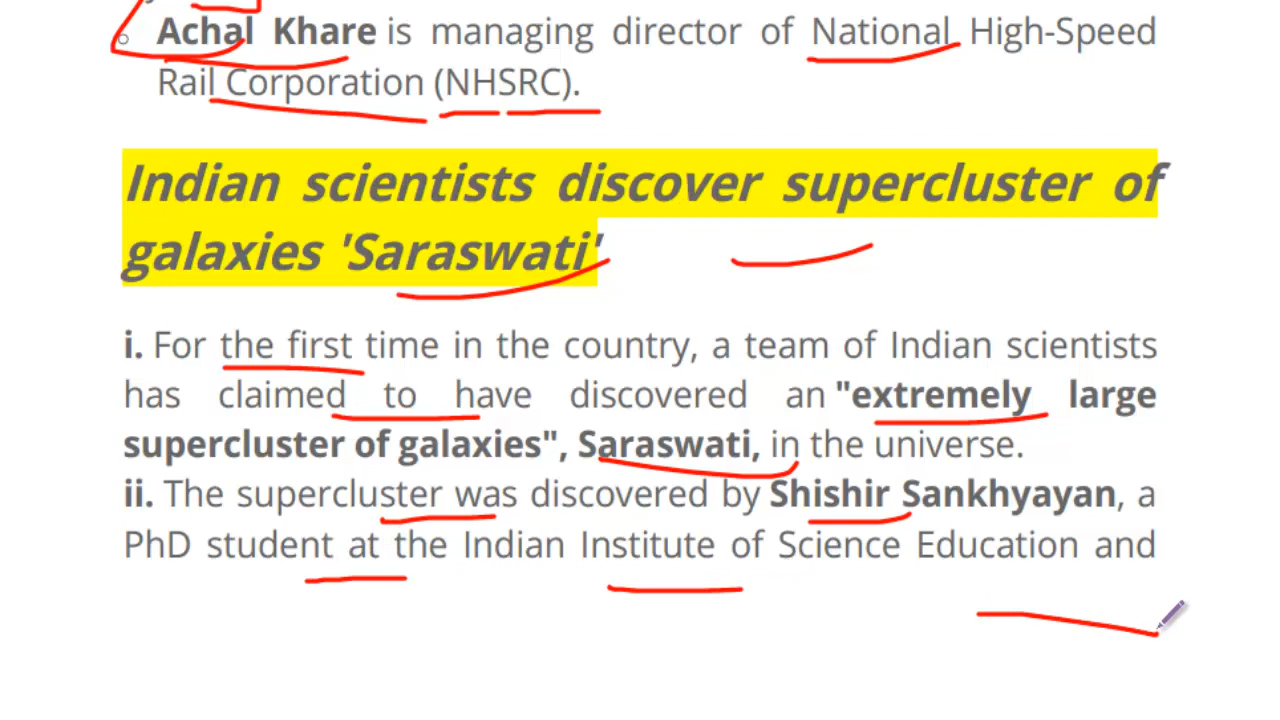 Achal Khare is managing director of National High-Speed
Rail Corporation (NHSRC).
Indian scientists discover supercluster of
galaxies 'Saraswati'
i. For the first time in the country, a team of Indian scientists
has claimed to have discovered an "extremely large
supercluster of galaxies", Saraswati, in the universe.
ii. The supercluster was discovered by Shishir Sankhyayan, a
PhD student at the Indian Institute of Science Education and